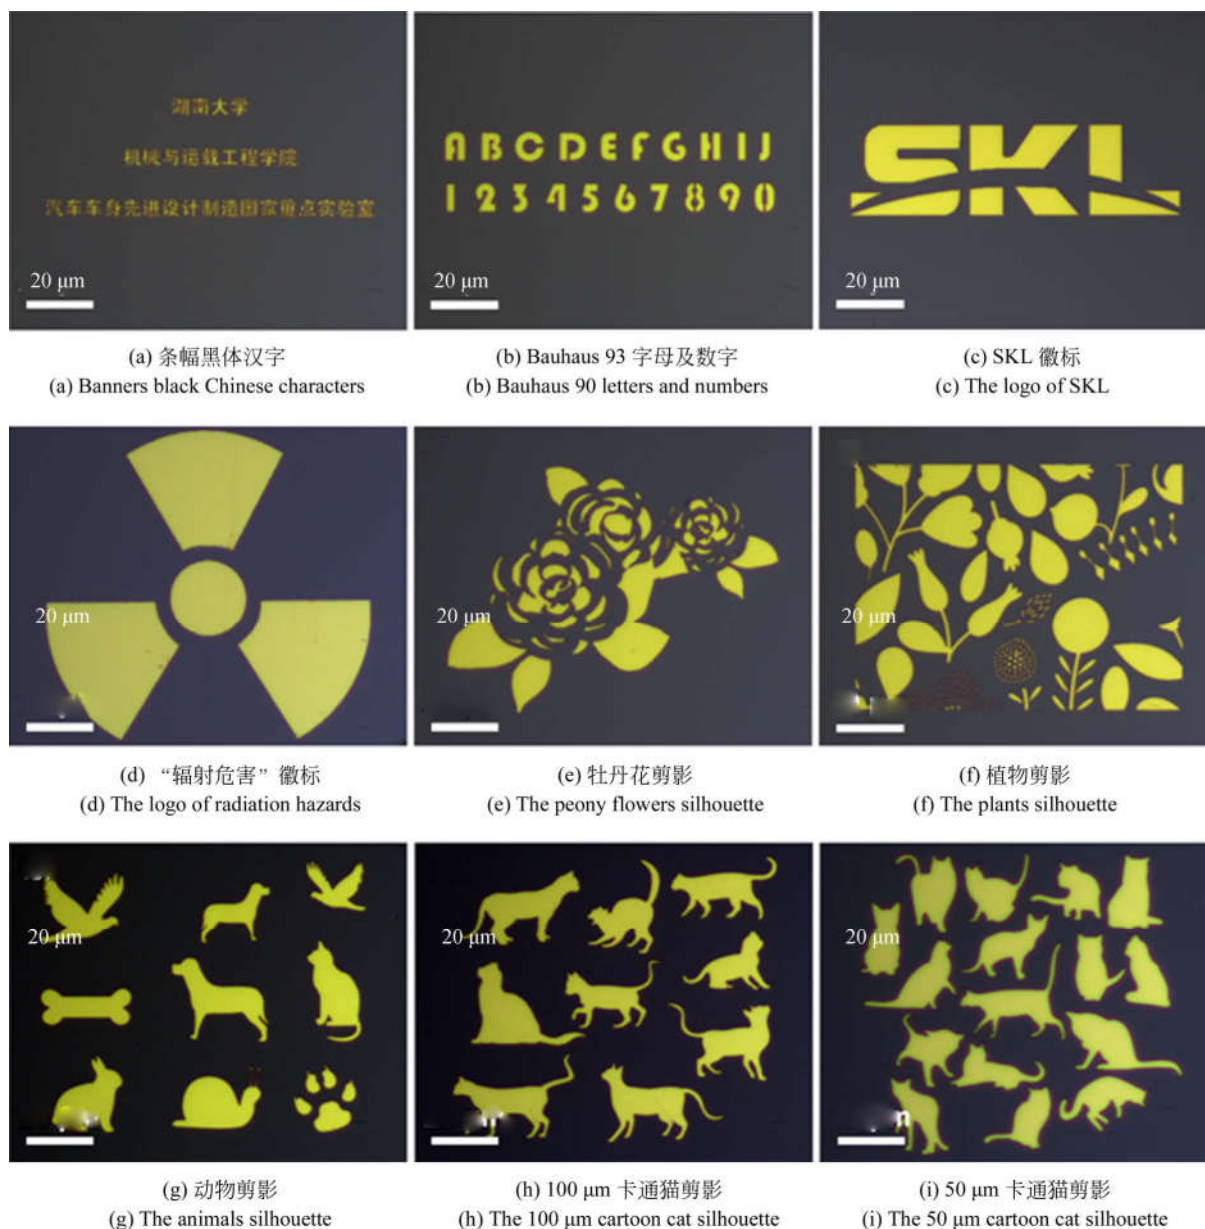 湖南大学
机械与运载工程学院
汽车车身先进设计制造国家重点实验室
20 μm
ABCDEFGHIJ
1234567890
20 μm
SKL
20 μm
(a) 条幅黑体汉字
(a) Banners black Chinese characters
(b) Bauhaus 93 字母及数字
(b) Bauhaus 90 letters and numbers
(c) SKL 徽标
(c) The logo of SKL
20 μm
20 μm
20 μm
(d) “辐射危害”徽标
(d) The logo of radiation hazards
(e) 牡丹花剪影
(e) The peony flowers silhouette
(f) 植物剪影
(f) The plants silhouette
20 μm
20 μm
20 μm
(g) 动物剪影
(g) The animals silhouette
(h) 100 μm 卡通猫剪影
(h) The 100 μm cartoon cat silhouette
(i) 50 μm 卡通猫剪影
(i) The 50 μm cartoon cat silhouette